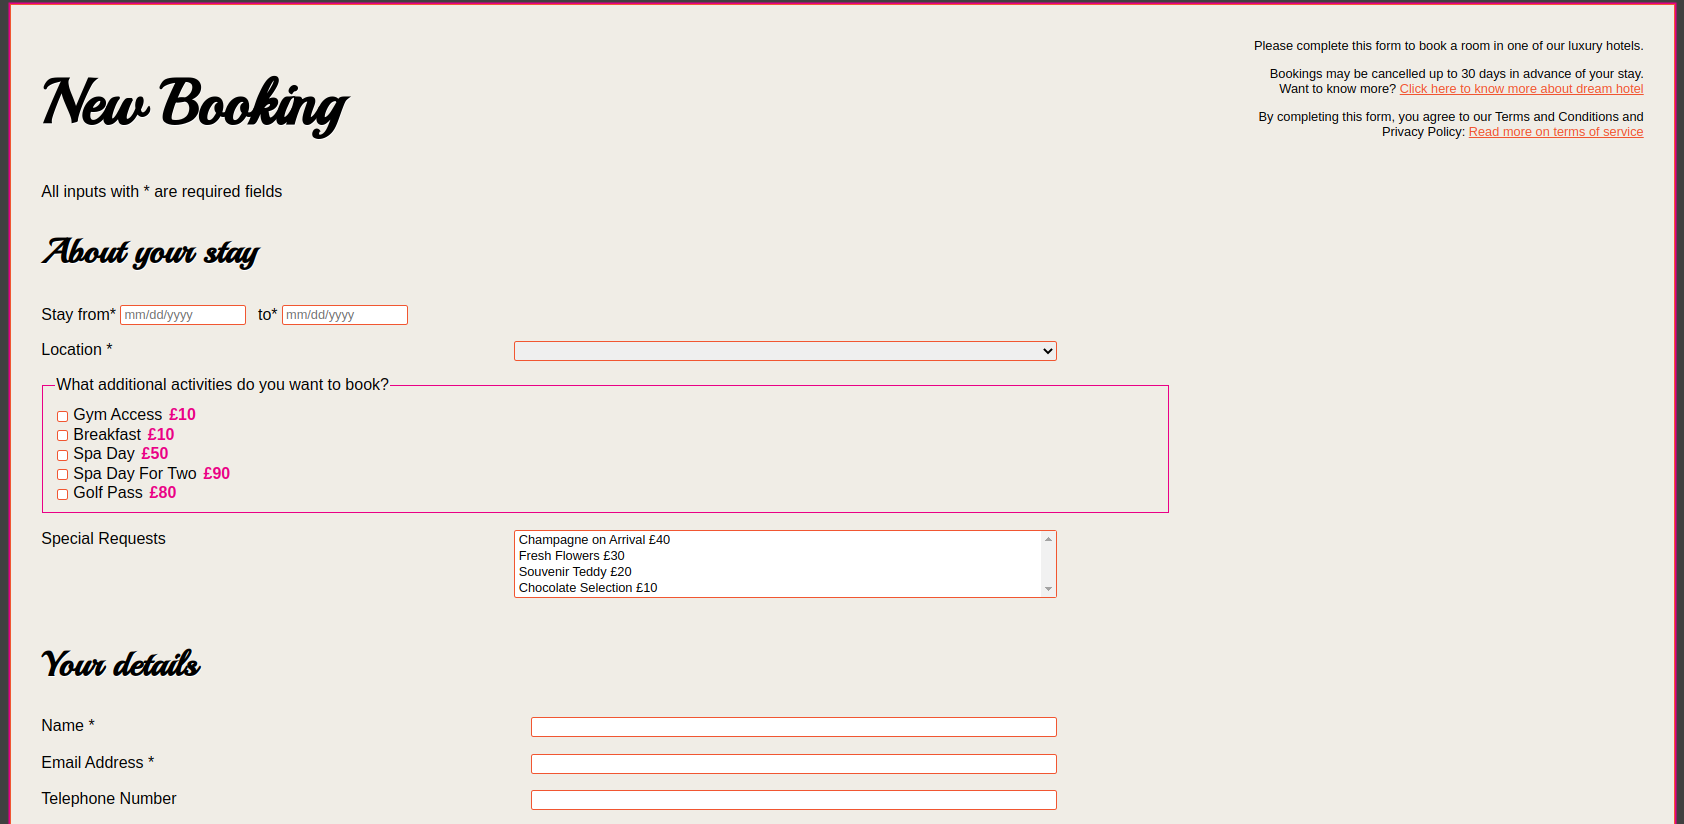 Please complete this form to book a room in one of our luxury hotels.
Bookings may be cancelled up to 30 days in advance of your stay.
Want to know more? Click here to know more about dream hotel
By completing this form, you agree to our Terms and Conditions and
Privacy Policy: Read more on terms of service
New Booking
All inputs with * are required fields
About your stay
Stay from* mm/dd/yyyy to* mm/dd/yyyy
Location *
What additional activities do you want to book?
Gym Access £10
Breakfast £10
Spa Day £50
Spa Day For Two £90
Golf Pass £80
Special Requests
Champagne on Arrival £40
Fresh Flowers £30
Souvenir Teddy £20
Chocolate Selection £10
Your details
Name *
Email Address *
Telephone Number